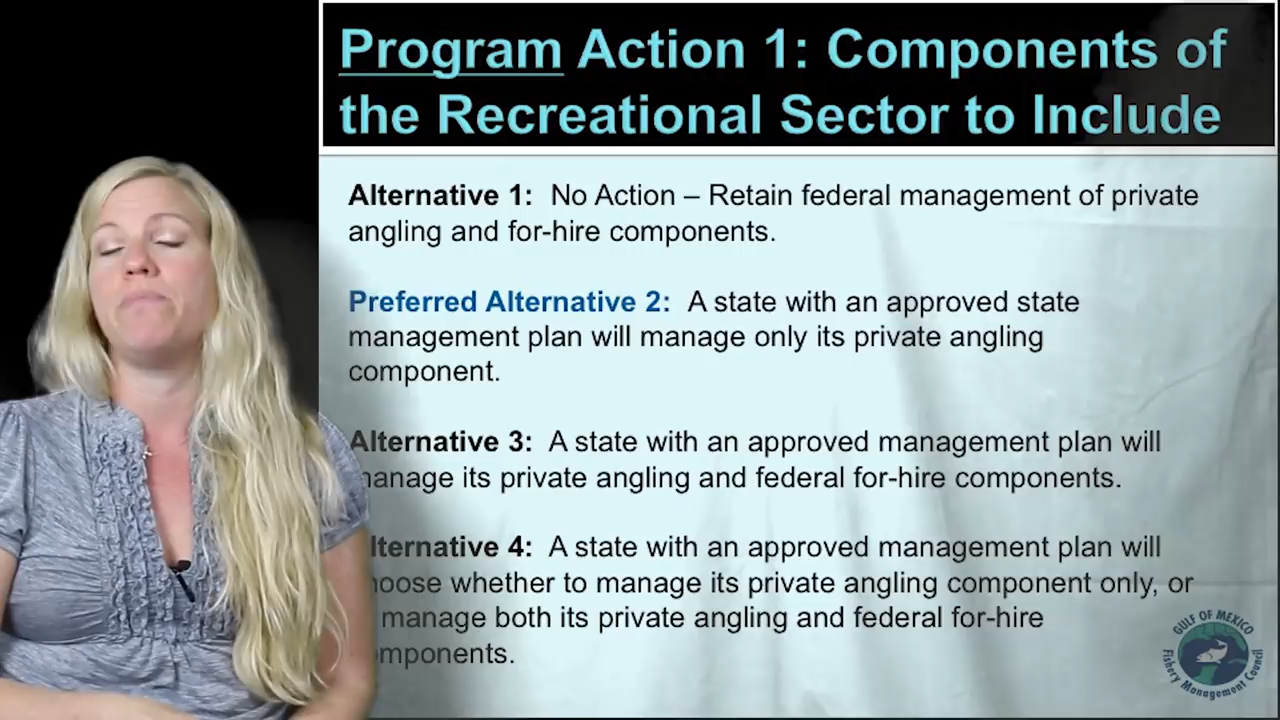 Program Action 1: Components of
the Recreational Sector to Include
Alternative 1: No Action – Retain federal management of private
angling and for-hire components.
Preferred Alternative 2: A state with an approved state
management plan will manage only its private angling
component.
Alternative 3: A state with an approved management plan will
manage its private angling and federal for-hire components.
lternative 4: A state with an approved management plan will
hoose whether to manage its private angling component only, or
manage both its private angling and federal for-hire
mponents.
GULF OF MEXICO
Fishery Management Council